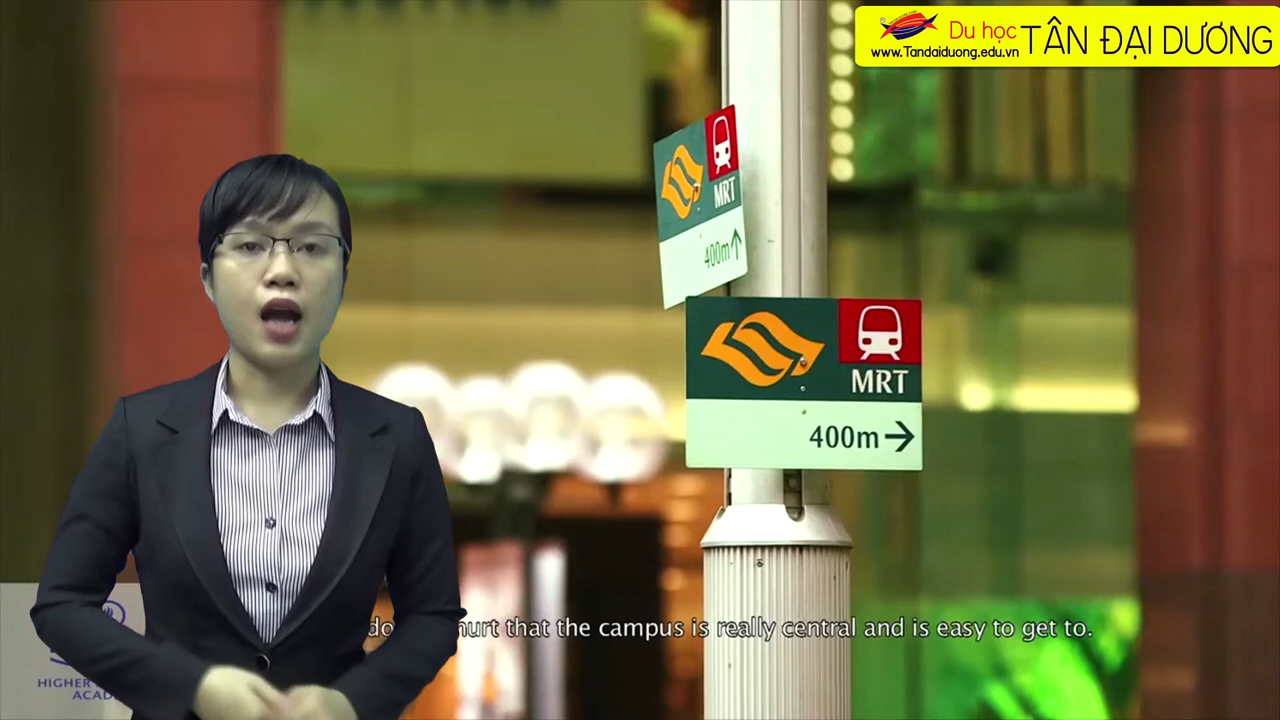 Du học
www.Tandaiduong.edu.vn
TÂN ĐẠI DƯƠNG
MRT
400m↑
MRT
400m→
hurt that the campus is really central and is easy to get to.
HIGHER